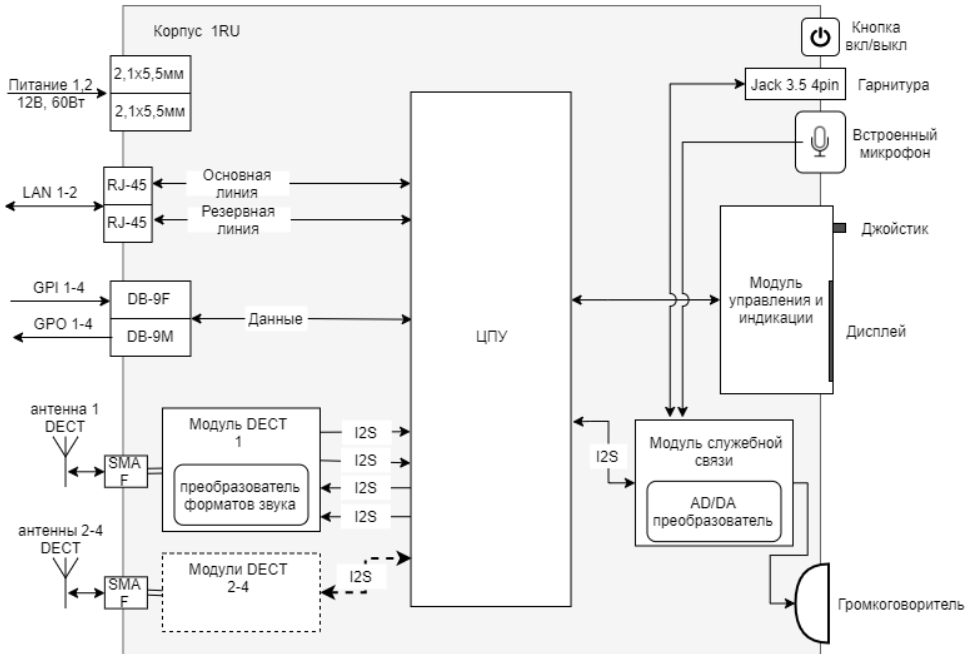 Корпус 1RU
Кнопка
вкл/выкл
2,1х5,5мм
Питание 1,2
12В, 60Вт
2,1х5,5мм
Jack 3.5 4pin
Гарнитура
Встроенный
микрофон
RJ-45
Основная
линия
LAN 1-2
RJ-45
Резервная
линия
Джойстик
Модуль
управления и
индикации
GPI 1-4
DB-9F
Данные
GPO 1-4
DB-9M
ЦПУ
Дисплей
антенна 1
DECT
SMA
F
Модуль DECT
1
преобразователь
форматов звука
I2S
I2S
I2S
I2S
I2S
Модуль служебной
связи
AD/DA
преобразователь
антенны 2-4
DECT
SMA
F
Модули DECT
2-4
I2S
Громкоговоритель